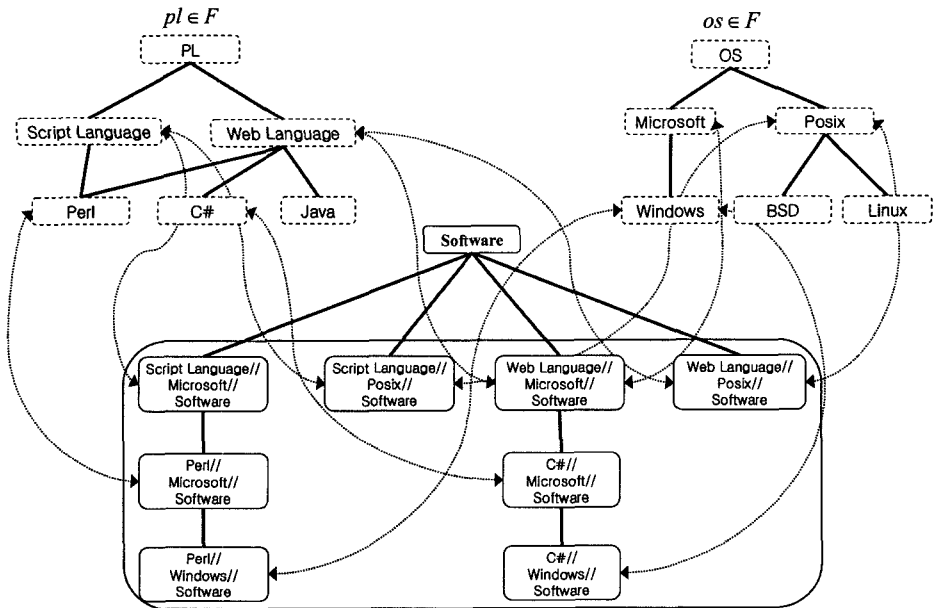 pl ∈ F
os ∈ F
PL
OS
Script Language
Web Language
Microsoft
Posix
Perl
C#
Java
Windows
BSD
Linux
Software
Script Language//
Microsoft//
Software
Script Language//
Posix//
Software
Web Language//
Microsoft//
Software
Web Language//
Posix//
Software
Perl//
Microsoft//
Software
C#//
Microsoft//
Software
Perl//
Windows//
Software
C#//
Windows//
Software